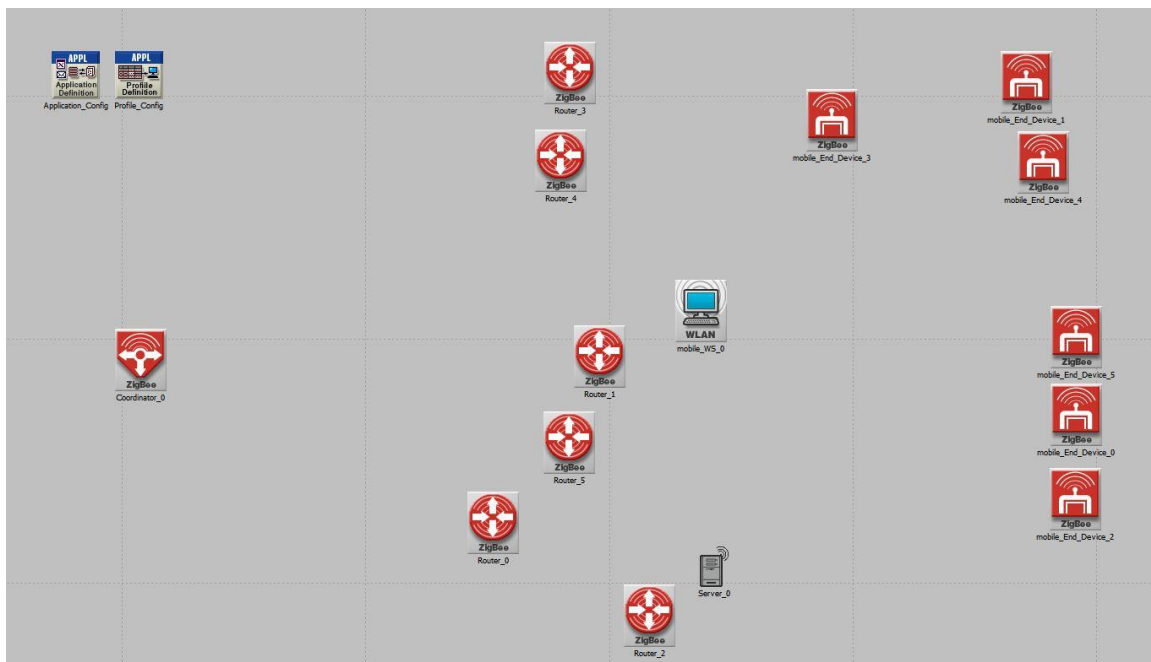 APPL
Application
Definition
Application_Config
APPL
Profile
Definition
Profile_Config
ZigBee
Router_3
ZigBee
mobile_End_Device_1
ZigBee
mobile_End_Device_3
ZigBee
Router_4
ZigBee
mobile_End_Device_4
WLAN
mobile_WS_0
ZigBee
Coordinator_0
ZigBee
Router_1
ZigBee
mobile_End_Device_5
ZigBee
Router_5
ZigBee
mobile_End_Device_0
ZigBee
Router_0
ZigBee
mobile_End_Device_2
Server_0
ZigBee
Router_2